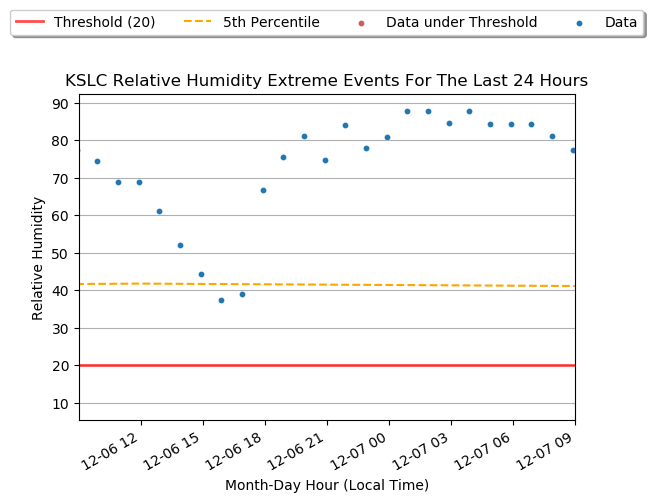 Threshold (20) 5th Percentile Data under Threshold Data
KSLC Relative Humidity Extreme Events For The Last 24 Hours
90
80
70
60
50
40
30
20
10
Relative Humidity
12-06 12 12-06 15 12-06 18 12-06 21 12-07 00 12-07 03 12-07 06 12-07 09
Month-Day Hour (Local Time)